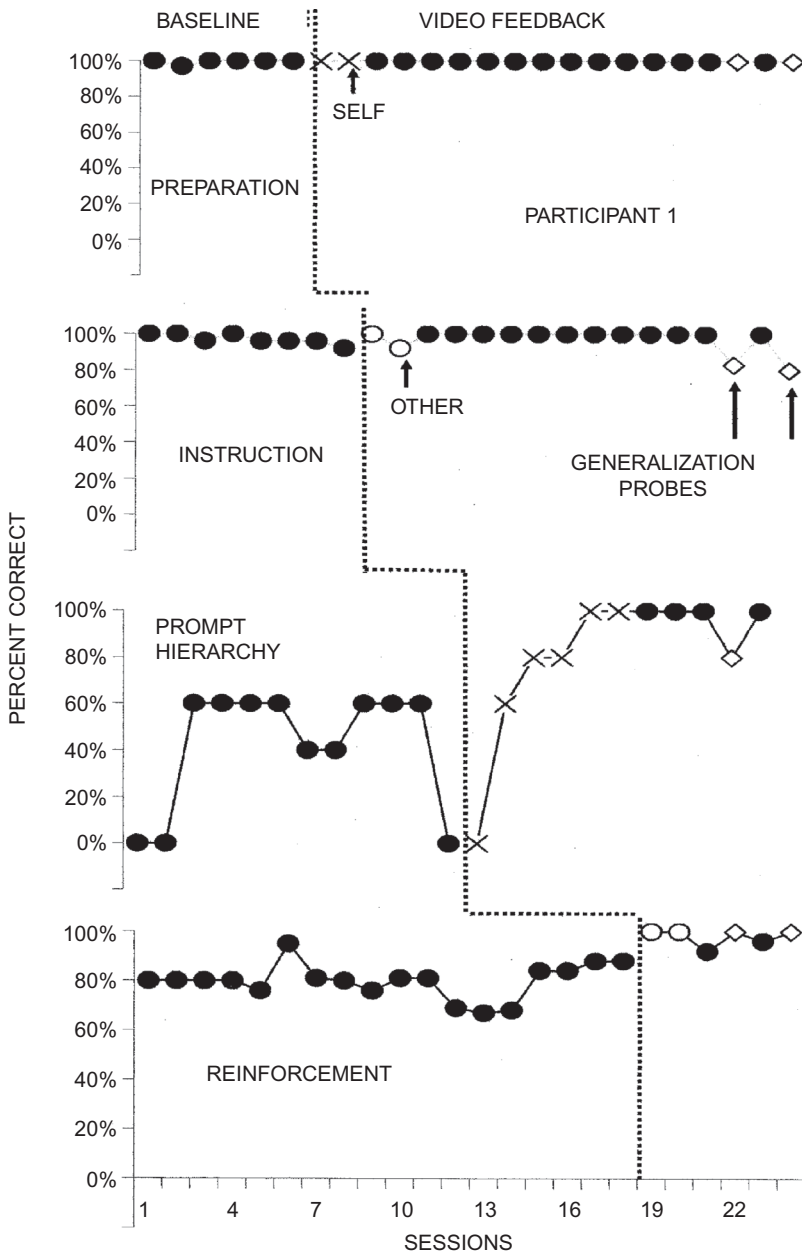 BASELINE
VIDEO FEEDBACK
100%
80%
60%
40%
20%
0%
SELF
PREPARATION
PARTICIPANT 1
100%
80%
60%
40%
20%
0%
OTHER
INSTRUCTION
GENERALIZATION
PROBES
PERCENT CORRECT
100%
80%
60%
40%
20%
0%
PROMPT
HIERARCHY
100%
80%
60%
40%
20%
0%
REINFORCEMENT
1 4 7 10 13 16 19 22
SESSIONS